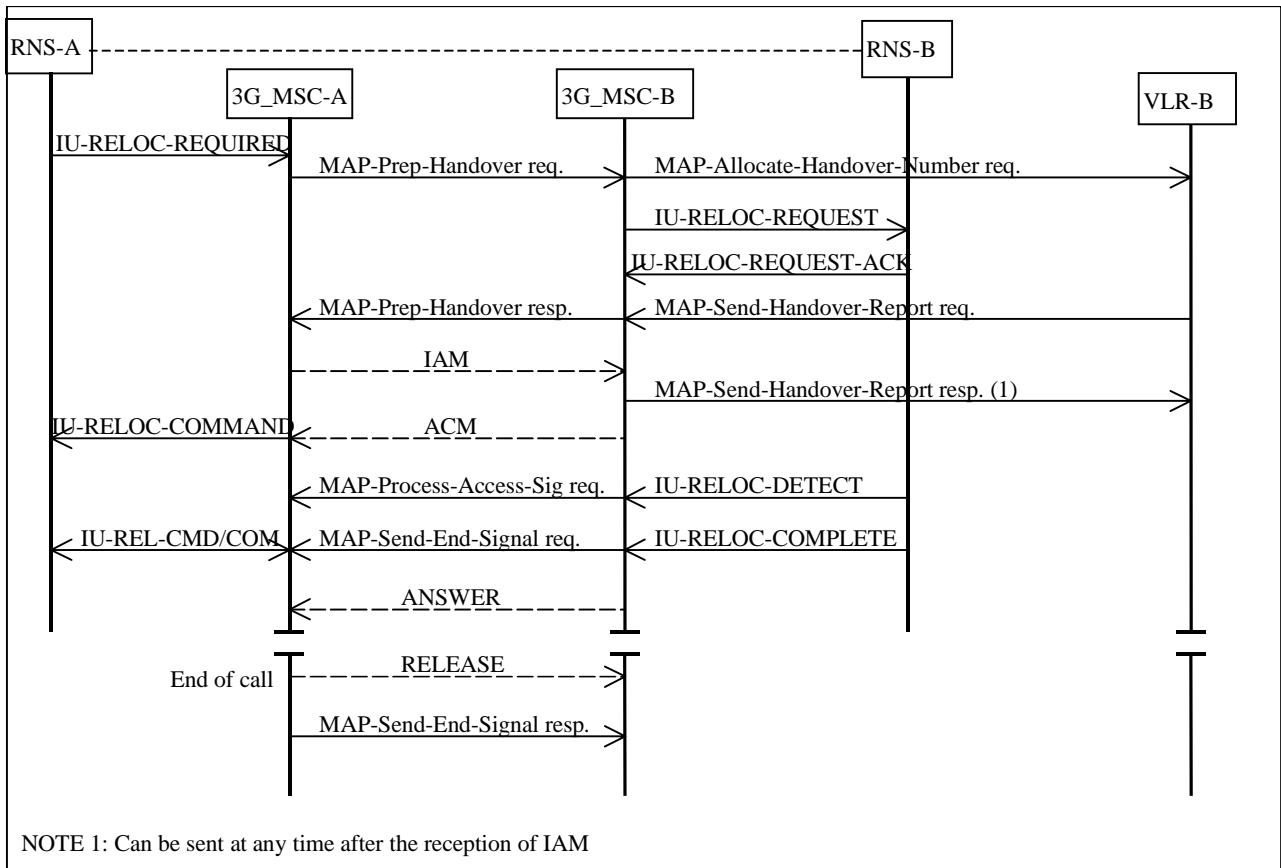 RNS-A
RNS-B
3G_MSC-A
3G_MSC-B
VLR-B
IU-RELOC-REQUIRED
MAP-Prep-Handover req.
MAP-Allocate-Handover-Number req.
IU-RELOC-REQUEST
IU-RELOC-REQUEST-ACK
MAP-Prep-Handover resp.
MAP-Send-Handover-Report req.
IAM
MAP-Send-Handover-Report resp. (1)
IU-RELOC-COMMAND
ACM
MAP-Process-Access-Sig req.
IU-RELOC-DETECT
IU-REL-CMD/COM
MAP-Send-End-Signal req.
IU-RELOC-COMPLETE
ANSWER
RELEASE
End of call
MAP-Send-End-Signal resp.
NOTE 1: Can be sent at any time after the reception of IAM